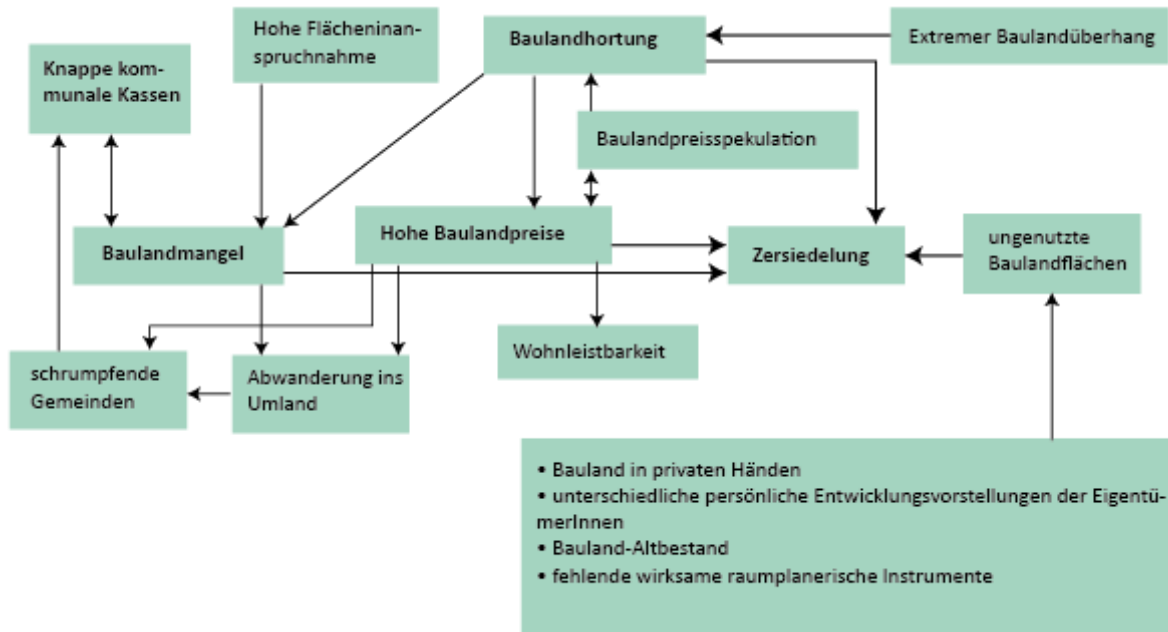 Hohe Flächeninan-
spruchnahme
Baulandhortung
Extremer Baulandüberhang
Knappe kom-
munale Kassen
Baulandpreisspekulation
Baulandmangel
Hohe Baulandpreise
Zersiedelung
ungenutzte
Baulandflächen
Wohnleistbarkeit
schrumpfende
Gemeinden
Abwanderung ins
Umland
• Bauland in privaten Händen
• unterschiedliche persönliche Entwicklungsvorstellungen der Eigentü-
merInnen
• Bauland-Altbestand
• fehlende wirksame raumplanerische Instrumente